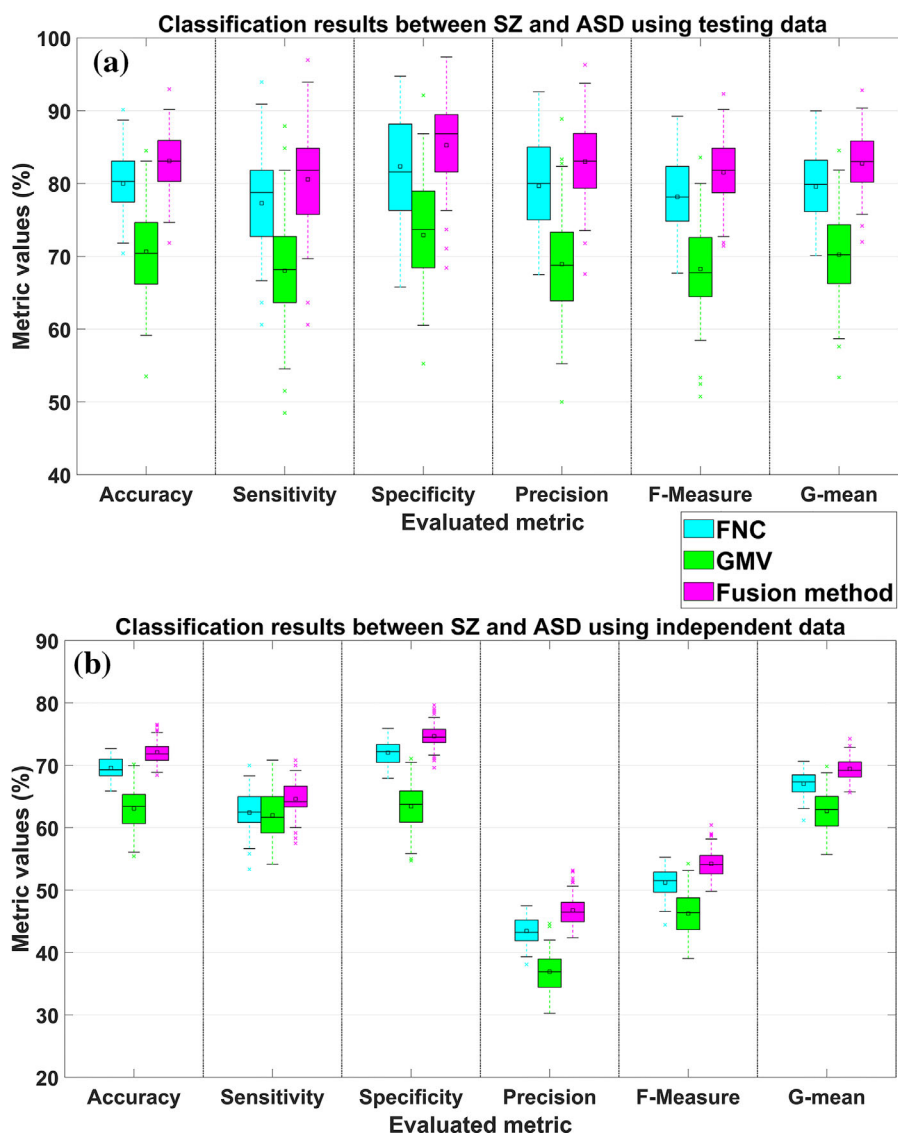 Classification results between SZ and ASD using testing data
(a)
Metric values (%)
100
90
80
70
60
50
40
Accuracy Sensitivity Specificity Precision F-Measure G-mean
Evaluated metric
FNC
GMV
Fusion method
Classification results between SZ and ASD using independent data
(b)
Metric values (%)
90
80
70
60
50
40
30
20
Accuracy Sensitivity Specificity Precision F-Measure G-mean
Evaluated metric